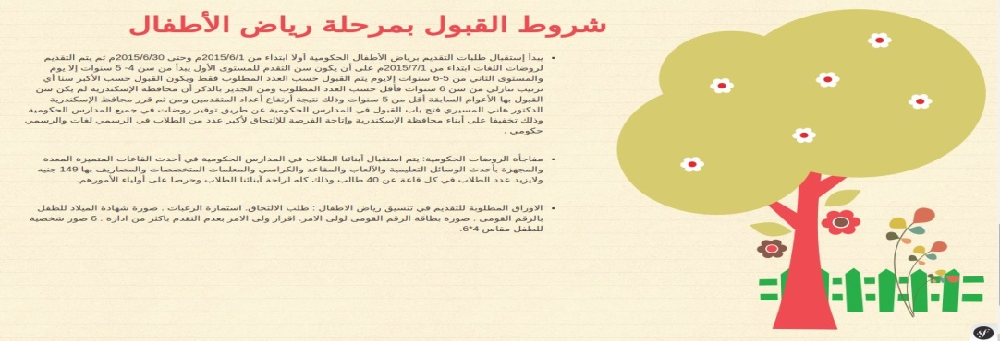 شروط القبول بمرحلة رياض الأطفال
• يبدأ إستقبال طلبات التقديم برياض الأطفال الحكومية أولا ابتداء من 2015/6/1م وحتى 2015/6/30م ثم يتم التقديم
لروضات اللغات ابتداء من 2015/7/1م على أن يكون سن التقدم للمستوى الأول يبدأ من سن 4- 5 سنوات إلا يوم
والمستوى الثاني من 5-6 سنوات إلايوم يتم القبول حسب العدد المطلوب فقط ويكون القبول حسب الأكبر سنا أي
ترتيب تنازلي من سن 6 سنوات فأقل حسب العدد المطلوب ومن الجدير بالذكر أن محافظة الإسكندرية لم يكن سن
القبول بها الأعوام السابقة أقل من 5 سنوات وذلك نتيجة أرتفاع أعداد المتقدمين ومن ثم قرر محافظ الإسكندرية
الدكتور هاني المسيري فتح باب القبول في المدارس الحكومية عن طريق توفير روضات في جميع المدارس الحكومية
وذلك تخفيفا على أبناء محافظة الإسكندرية وإتاحة الفرصة للإلتحاق لأكبر عدد من الطلاب في الرسمي لغات والرسمي
حكومي .
• مفاجأه الروضات الحكومية: يتم استقبال أبنائنا الطلاب في المدارس الحكومية في أحدث القاعات المتميزة المعدة
والمجهزة بأحدث الوسائل التعليمية والألعاب والمقاعد والكراسي والمعلمات المتخصصات والمصاريف بها 149 جنيه
ولايزيد عدد الطلاب في كل قاعة عن 40 طالب وذلك كله لراحة أبنائنا الطلاب وحرصا على أولياء الأمورهم.
• الاوراق المطلوبة للتقديم في تنسيق رياض الاطفال : طلب الالتحاق. استمارة الرغبات . صورة شهادة الميلاد للطفل
بالرقم القومى . صورة بطاقة الرقم القومى لولى الامر. اقرار ولى الامر بعدم التقدم باكثر من ادارة . 6 صور شخصية
للطفل مقاس 4*6.
sf